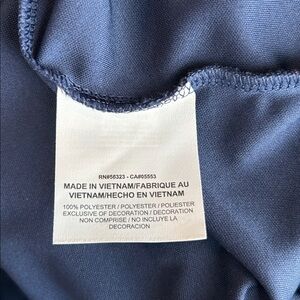 RN#56323 - CA#05553
MADE IN VIETNAM/FABRIQUE AU
VIETNAM/HECHO EN VIETNAM
100% POLYESTER / POLYESTER / POLYESTER
EXCLUSIVE OF DECORATION / DECORATION
NON COMPRISE / NO INCLUYE LA
DECORACION